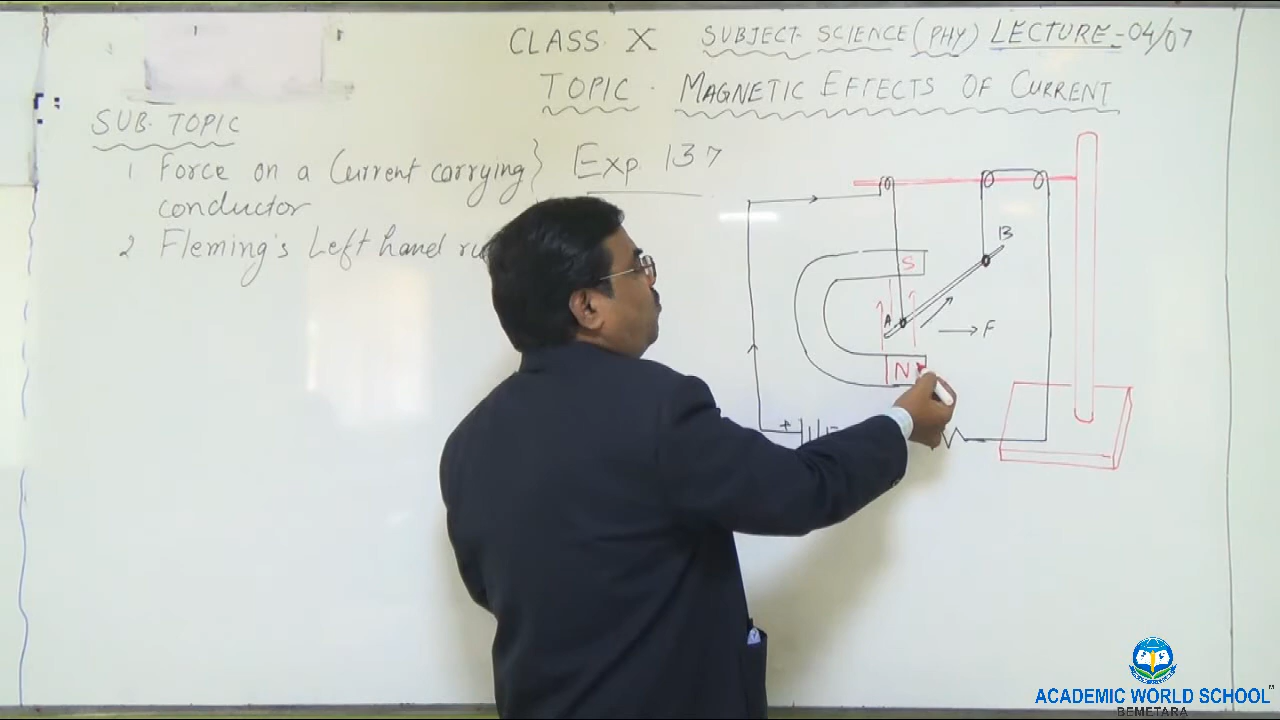 CLASS X SUBJECT SCIENCE (PHY) LECTURE - 04/07
TOPIC - MAGNETIC EFFECTS OF CURRENT
SUB-TOPIC
1 Force on a Current carrying } Exp 13.7
conductor
2 Fleming's Left hand
B
S
A
F
N
+
ACADEMIC WORLD SCHOOL™
BEMETARA